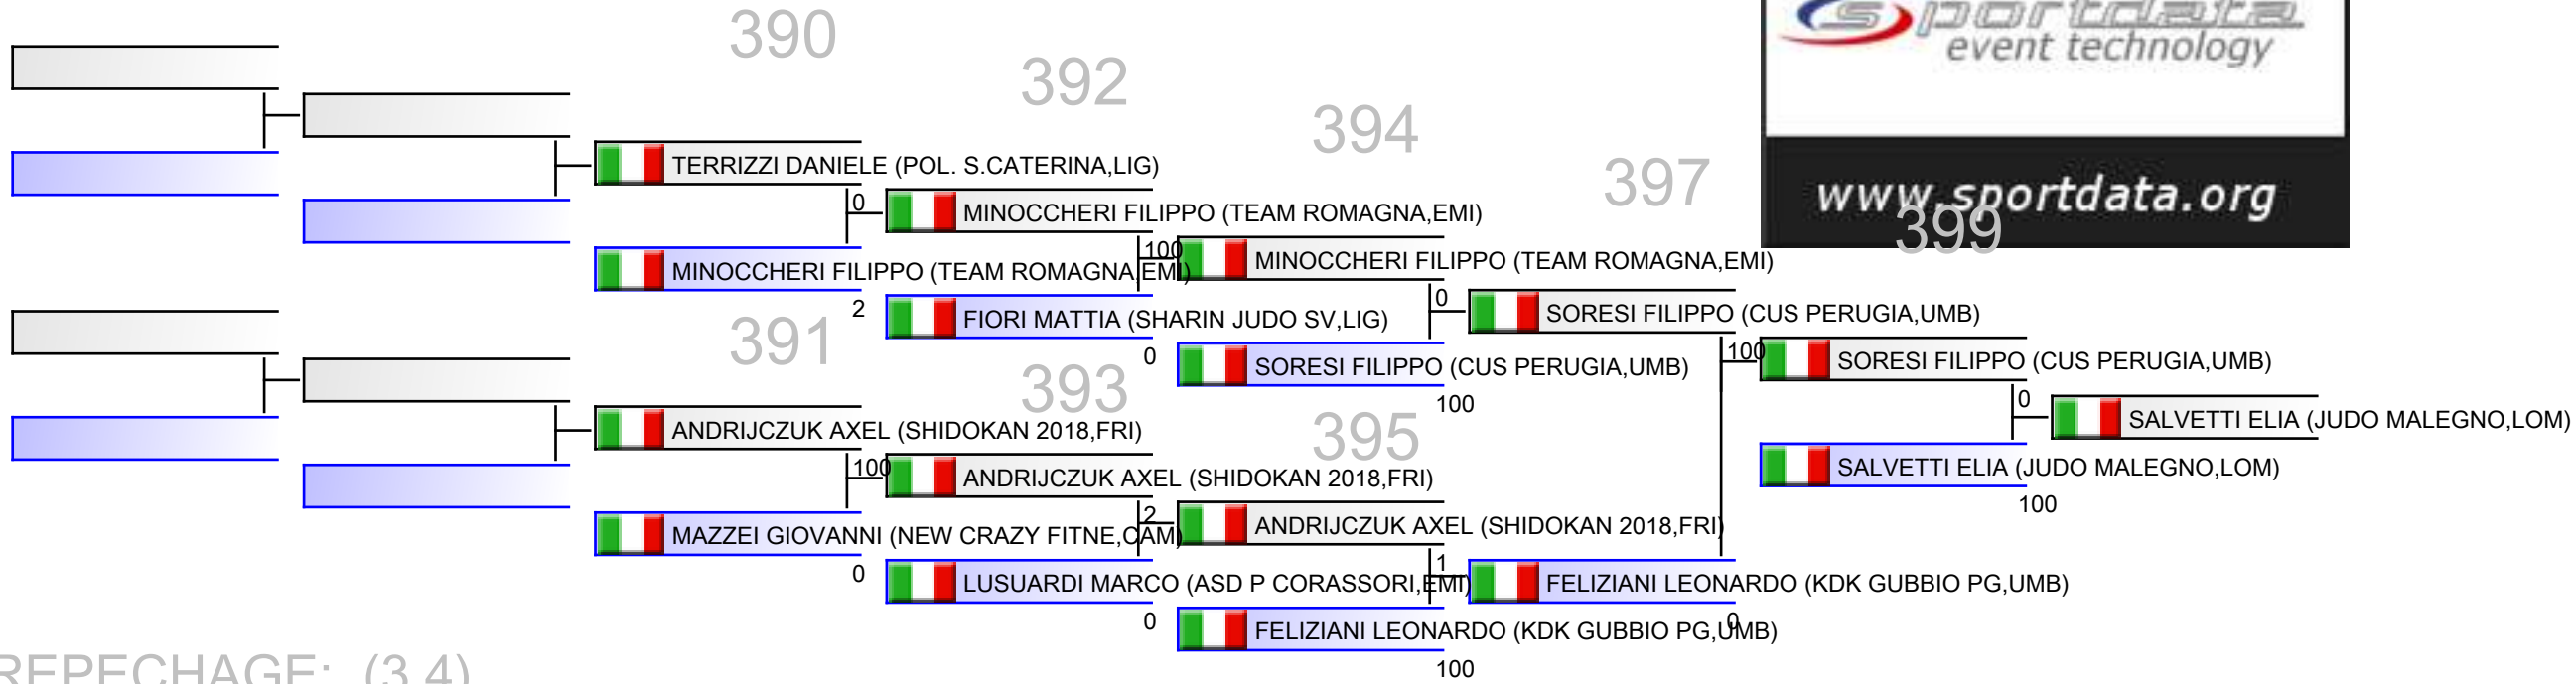 390
392
394
397
399
sportdata
event technology
www.sportdata.org
TERRIZZI DANIELE (POL. S.CATERINA,LIG)
0
MINOCCHERI FILIPPO (TEAM ROMAGNA,EMI)
MINOCCHERI FILIPPO (TEAM ROMAGNA,EMI)
2
100
MINOCCHERI FILIPPO (TEAM ROMAGNA,EMI)
FIORI MATTIA (SHARIN JUDO SV,LIG)
0
0
SORESI FILIPPO (CUS PERUGIA,UMB)
SORESI FILIPPO (CUS PERUGIA,UMB)
100
100
SORESI FILIPPO (CUS PERUGIA,UMB)
0
SALVETTI ELIA (JUDO MALEGNO,LOM)
SALVETTI ELIA (JUDO MALEGNO,LOM)
100
391
393
395
ANDRIJCZUK AXEL (SHIDOKAN 2018,FRI)
100
ANDRIJCZUK AXEL (SHIDOKAN 2018,FRI)
MAZZEI GIOVANNI (NEW CRAZY FITNE,CAM)
0
2
ANDRIJCZUK AXEL (SHIDOKAN 2018,FRI)
LUSUARDI MARCO (ASD P CORASSORI,EMI)
0
1
FELIZIANI LEONARDO (KDK GUBBIO PG,UMB)
0
FELIZIANI LEONARDO (KDK GUBBIO PG,UMB)
100
REPECHAGE: (3,4)